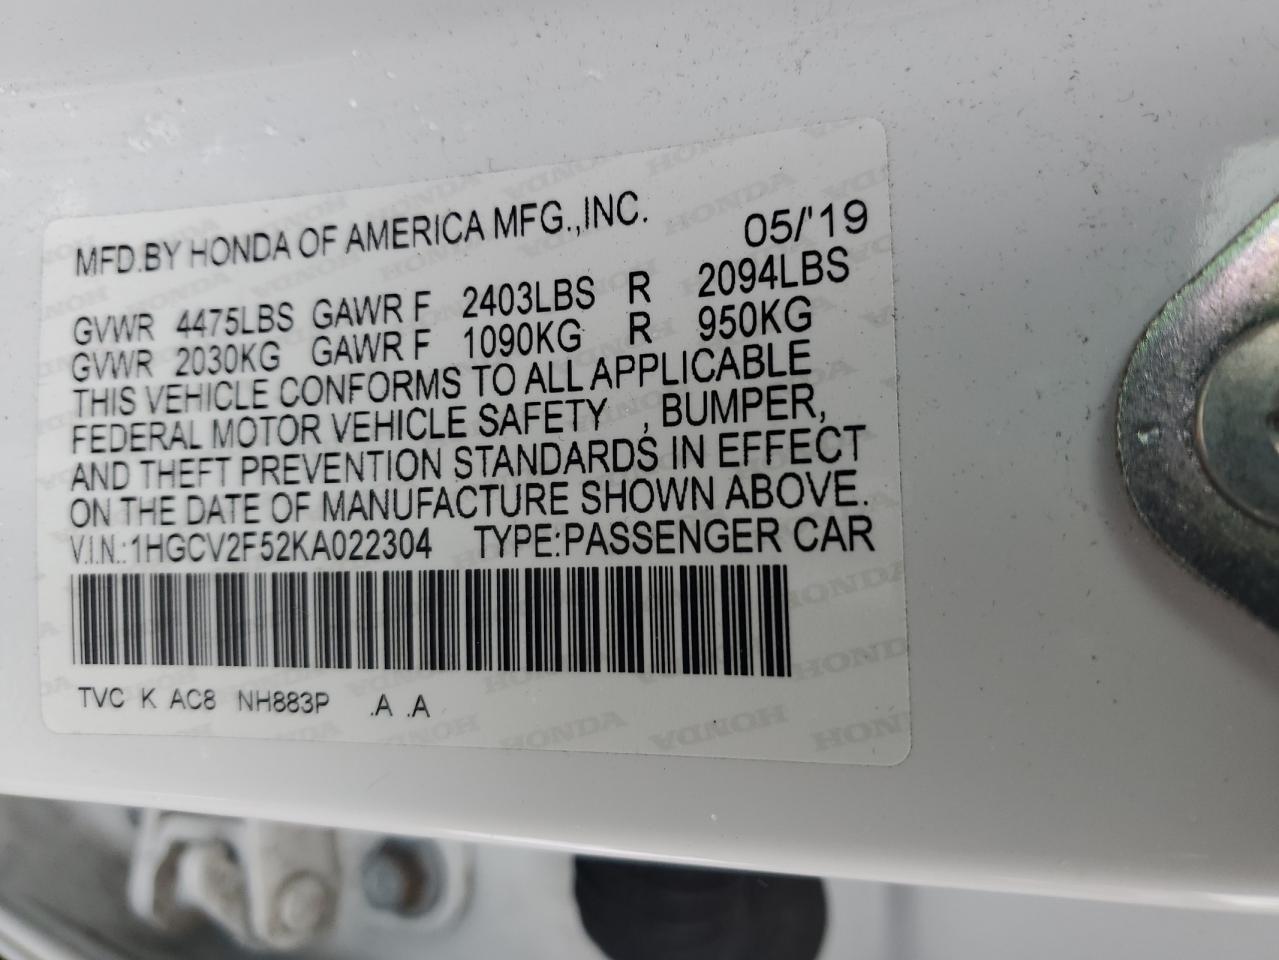 MFD.BY HONDA OF AMERICA MFG.,INC. 05/'19
GVWR 4475LBS GAWR F 2403LBS R 2094LBS
GVWR 2030KG GAWR F 1090KG R 950KG
THIS VEHICLE CONFORMS TO ALL APPLICABLE
FEDERAL MOTOR VEHICLE SAFETY , BUMPER,
AND THEFT PREVENTION STANDARDS IN EFFECT
ON THE DATE OF MANUFACTURE SHOWN ABOVE.
V.I.N.:1HGCV2F52KA022304 TYPE:PASSENGER CAR
TVC K AC8 NH883P .A .A